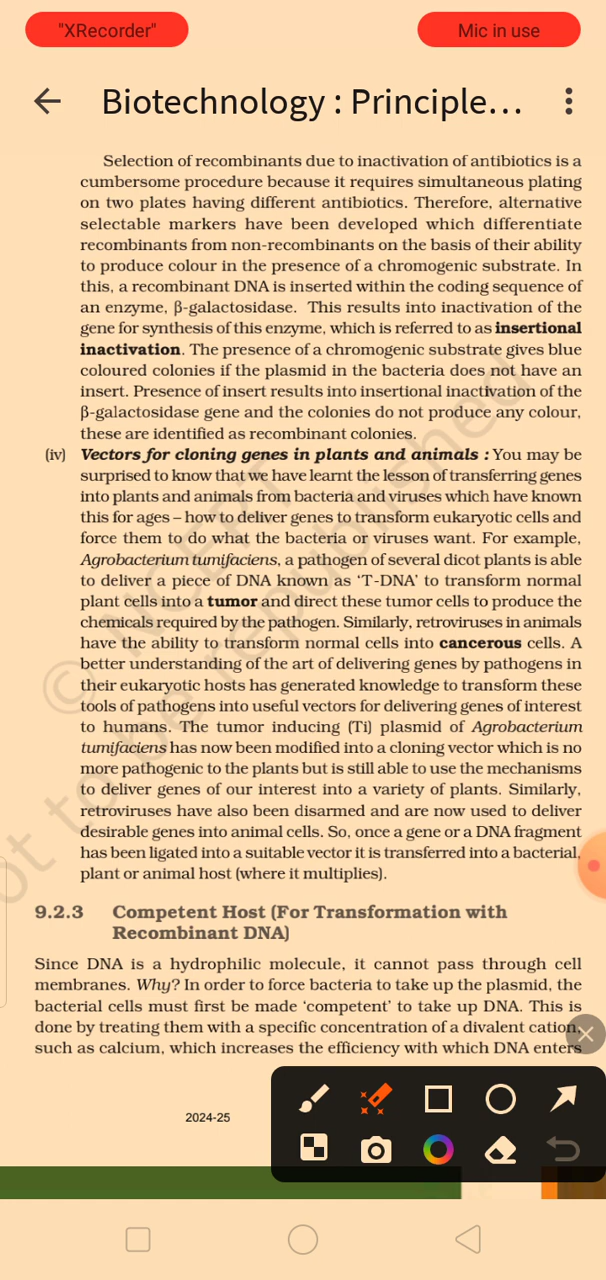 "XRecorder"
Mic in use
Biotechnology : Principle...
Selection of recombinants due to inactivation of antibiotics is a
cumbersome procedure because it requires simultaneous plating
on two plates having different antibiotics. Therefore, alternative
selectable markers have been developed which differentiate
recombinants from non-recombinants on the basis of their ability
to produce colour in the presence of a chromogenic substrate. In
this, a recombinant DNA is inserted within the coding sequence of
an enzyme, β-galactosidase. This results into inactivation of the
gene for synthesis of this enzyme, which is referred to as insertional
inactivation. The presence of a chromogenic substrate gives blue
coloured colonies if the plasmid in the bacteria does not have an
insert. Presence of insert results into insertional inactivation of the
β-galactosidase gene and the colonies do not produce any colour,
these are identified as recombinant colonies.
(iv) Vectors for cloning genes in plants and animals : You may be
surprised to know that we have learnt the lesson of transferring genes
into plants and animals from bacteria and viruses which have known
this for ages – how to deliver genes to transform eukaryotic cells and
force them to do what the bacteria or viruses want. For example,
Agrobacterium tumifaciens, a pathogen of several dicot plants is able
to deliver a piece of DNA known as ‘T-DNA’ to transform normal
plant cells into a tumor and direct these tumor cells to produce the
chemicals required by the pathogen. Similarly, retroviruses in animals
have the ability to transform normal cells into cancerous cells. A
better understanding of the art of delivering genes by pathogens in
their eukaryotic hosts has generated knowledge to transform these
tools of pathogens into useful vectors for delivering genes of interest
to humans. The tumor inducing (Ti) plasmid of Agrobacterium
tumifaciens has now been modified into a cloning vector which is no
more pathogenic to the plants but is still able to use the mechanisms
to deliver genes of our interest into a variety of plants. Similarly,
retroviruses have also been disarmed and are now used to deliver
desirable genes into animal cells. So, once a gene or a DNA fragment
has been ligated into a suitable vector it is transferred into a bacterial,
plant or animal host (where it multiplies).
9.2.3 Competent Host (For Transformation with
Recombinant DNA)
Since DNA is a hydrophilic molecule, it cannot pass through cell
membranes. Why? In order to force bacteria to take up the plasmid, the
bacterial cells must first be made ‘competent’ to take up DNA. This is
done by treating them with a specific concentration of a divalent cation,
such as calcium, which increases the efficiency with which DNA enters
2024-25
© NCERT
not to be republished